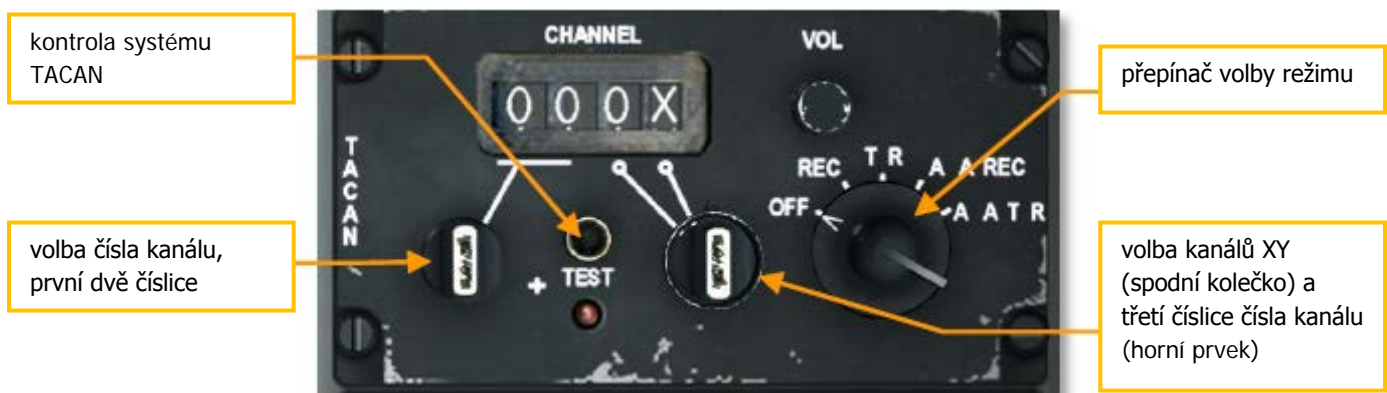 kontrola systému
TACAN
volba čísla kanálu,
první dvě číslice
přepínač volby režimu
volba kanálů XY
(spodní kolečko) a
třetí číslice čísla kanálu
(horní prvek)
CHANNEL
0 0 0 X
VOL
TACAN
REC
T R
A A REC
OFF
A A T R
+
TEST